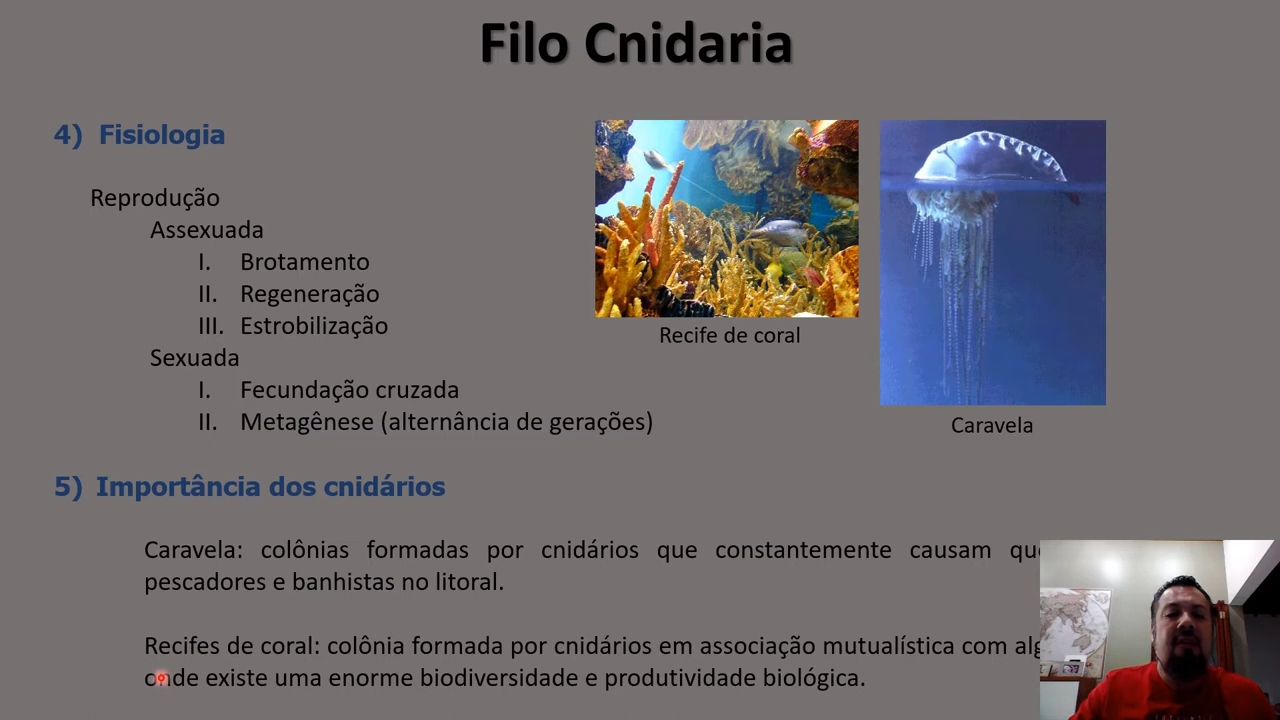 Filo Cnidaria
4) Fisiologia
Reprodução
Assexuada
I. Brotamento
II. Regeneração
III. Estrobilização
Sexuada
I. Fecundação cruzada
II. Metagênese (alternância de gerações)
Recife de coral
Caravela
5) Importância dos cnidários
Caravela: colônias formadas por cnidários que constantemente causam
pescadores e banhistas no litoral.
Recifes de coral: colônia formada por cnidários em associação mutualística com
onde existe uma enorme biodiversidade e produtividade biológica.